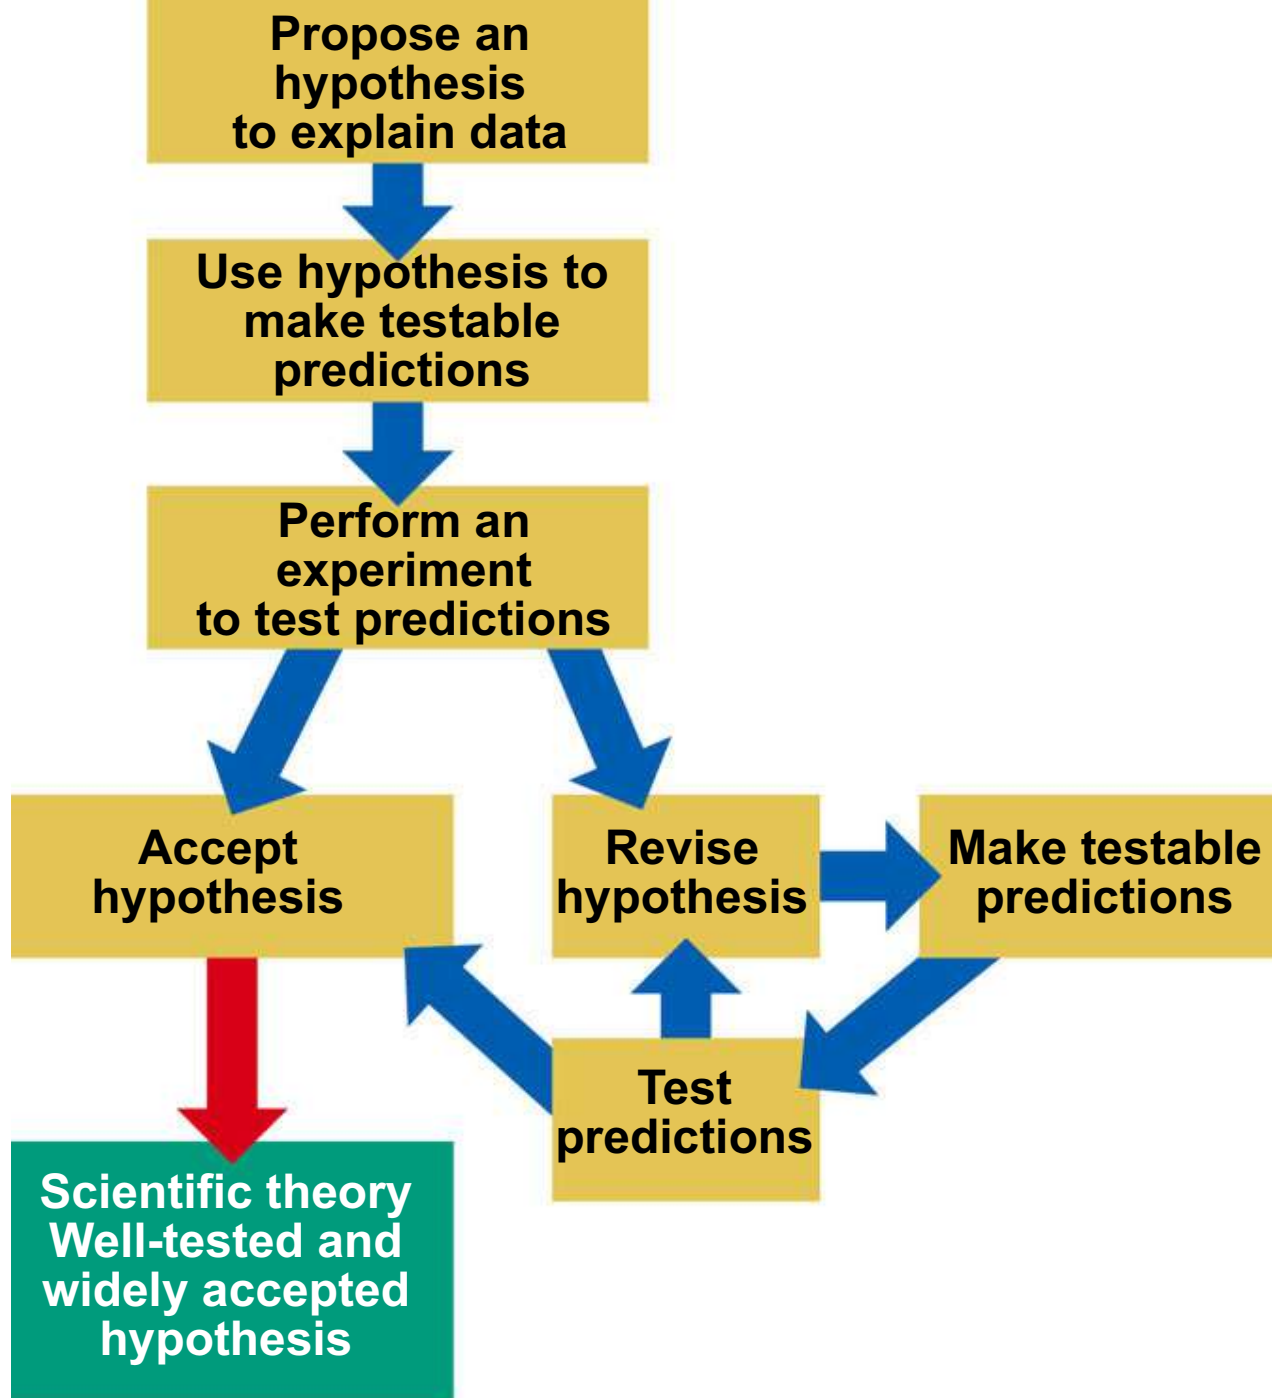 Propose an
hypothesis
to explain data
Use hypothesis to
make testable
predictions
Perform an
experiment
to test predictions
Accept
hypothesis
Revise
hypothesis
Make testable
predictions
Test
predictions
Scientific theory
Well-tested and
widely accepted
hypothesis